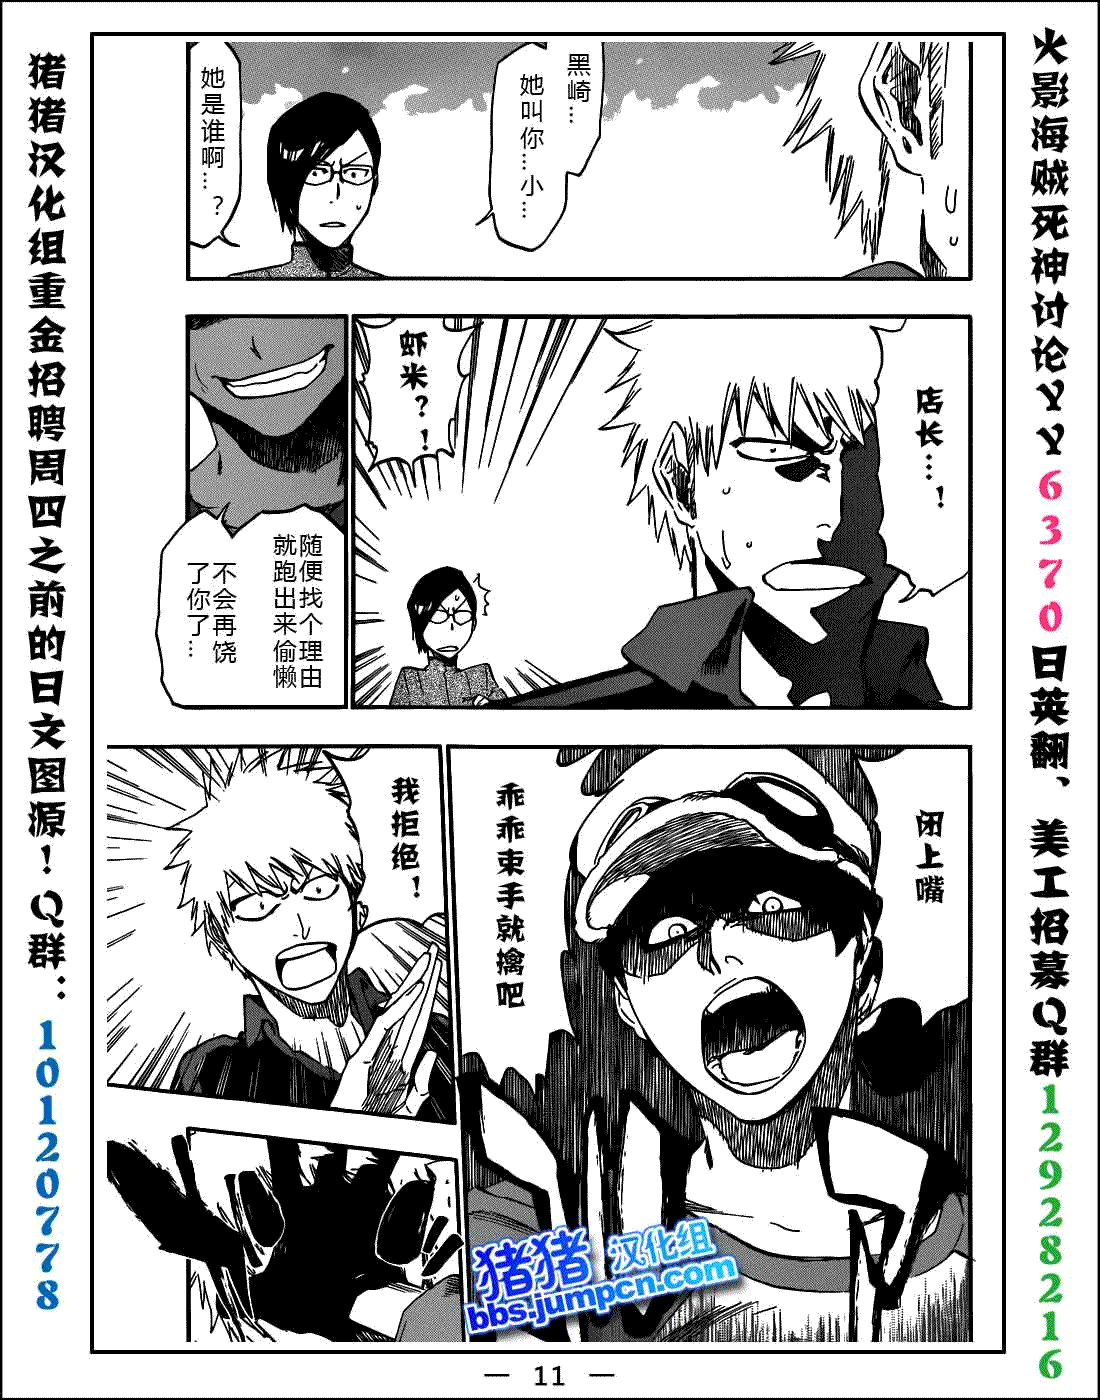 黑崎…
她叫你…小…
她是谁啊…？
店长…！
虾米？！
随便找个理由
就跑出来偷懒
不会再饶
了你了…
闭上嘴
乖乖束手就擒吧
我拒绝！
猪猪汉化组
bbs.jumpcn.com
火影海贼死神讨论YY6370日英翻、美工招募Q群12928216
猪猪汉化组重金招聘周四之前的日文图源！Q群：10120778
— 11 —